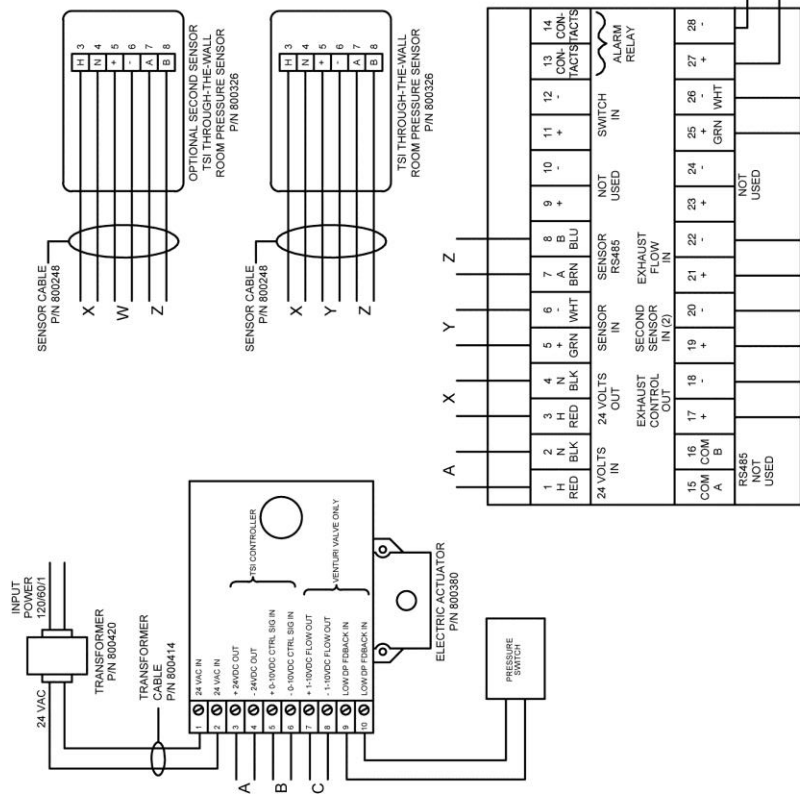 OPTIONAL SECOND SENSOR
TSI THROUGH-THE-WALL
ROOM PRESSURE SENSOR
P/N 800326
H 3
N 4
+ 5
- 6
A 7
B 8
SENSOR CABLE
P/N 800248
X
W
Z
TSI THROUGH-THE-WALL
ROOM PRESSURE SENSOR
P/N 800326
H 3
N 4
+ 5
- 6
A 7
B 8
SENSOR CABLE
P/N 800248
X
Y
Z
INPUT
POWER
120/60/1
24 VAC
TRANSFORMER
P/N 800420
TRANSFORMER
CABLE
P/N 800414
1 24 VAC IN
2 24 VAC IN
3 + 24VDC OUT
4 - 24VDC OUT
5 + 0-10VDC CTRL SIG IN
6 - 0-10VDC CTRL SIG IN
7 + 1-10VDC FLOW OUT
8 - 1-10VDC FLOW OUT
9 LOW DP FDBACK IN
10 LOW DP FDBACK IN
TSI CONTROLLER
VENTURI VALVE ONLY
A
B
C
ELECTRIC ACTUATOR
P/N 800380
PRESSURE
SWITCH
A
X
Y
Z
1 H RED
2 N BLK
24 VOLTS
IN
3 H RED
4 N BLK
24 VOLTS
OUT
5 + GRN
6 - WHT
SENSOR
IN
7 A BRN
8 B BLU
SENSOR
RS485
9 +
10 -
NOT
USED
11 +
12 -
SWITCH
IN
13 CON-
TACTS
14 CON-
TACTS
ALARM
RELAY
15 COM A
16 COM B
RS485
NOT
USED
EXHAUST
CONTROL
OUT
17 +
18 -
SECOND
SENSOR
IN (2)
19 +
20 -
EXHAUST
FLOW
IN
21 +
22 -
23 +
24 -
NOT
USED
25 + GRN
26 - WHT
27 +
28 -